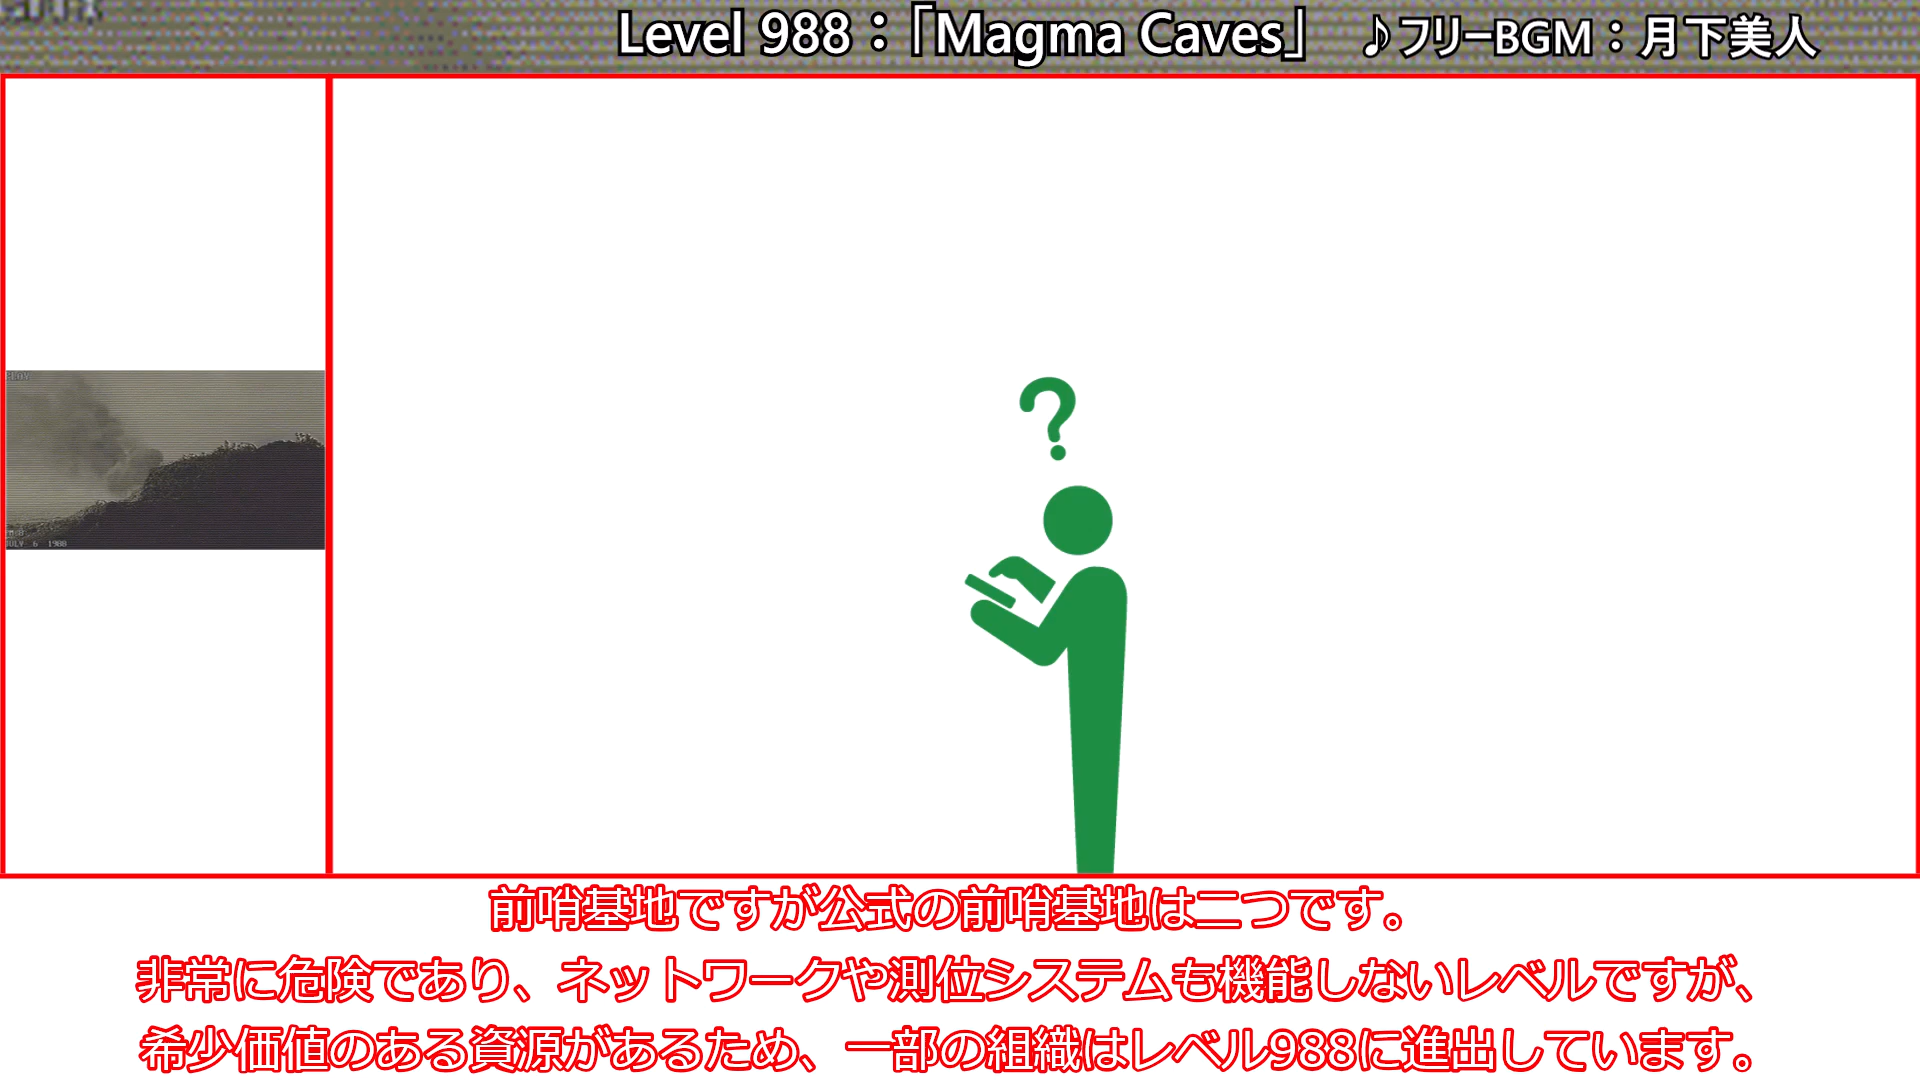 Level 988：「Magma Caves」 ♪フリーBGM：月下美人
?
JULY 6 1988
前哨基地ですが公式の前哨基地は二つです。
非常に危険であり、ネットワークや測位システムも機能しないレベルですが、
希少価値のある資源があるため、一部の組織はレベル988に進出しています。